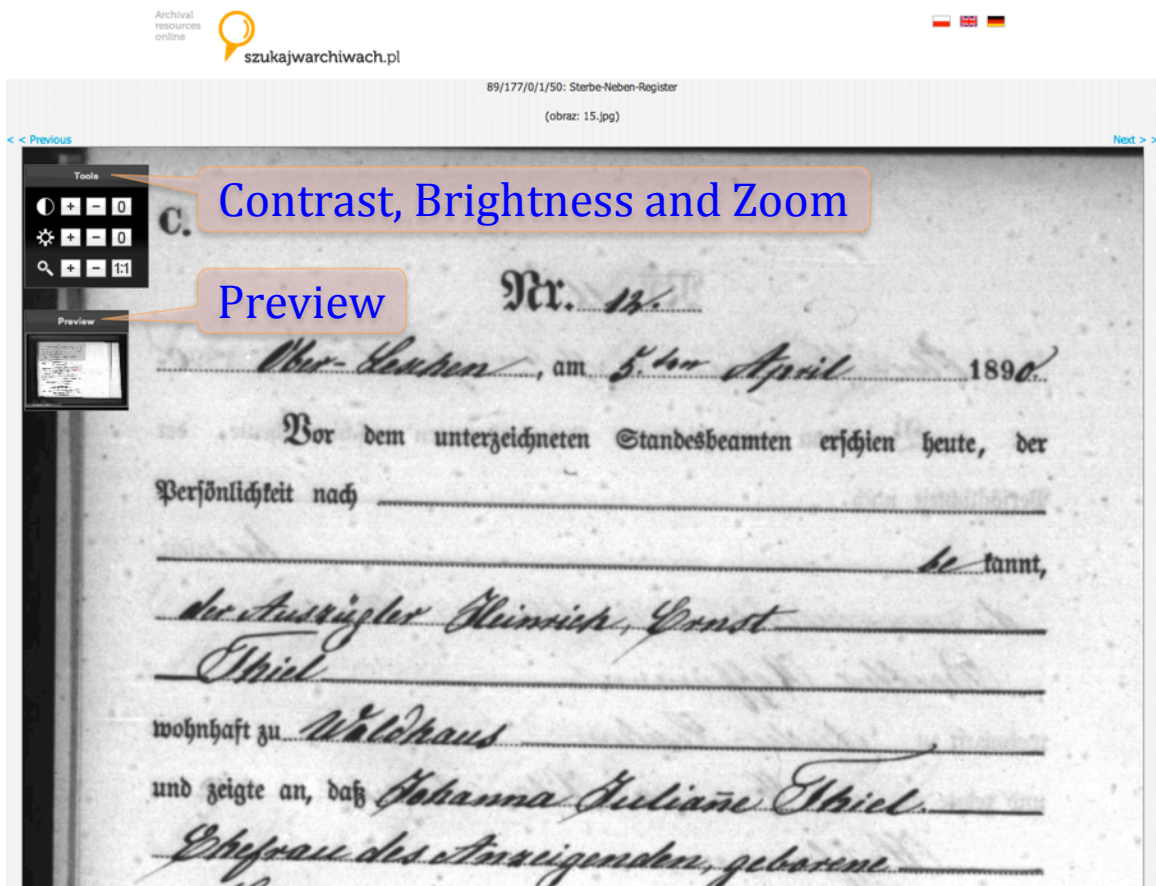 Archival
resources
online
szukajwarchiwach.pl
89/177/0/1/50: Sterbe-Neben-Register
(obraz: 15.jpg)
< < Previous
Next > >
Tools
+ - 0
+ - 0
+ - 1:1
Contrast, Brightness and Zoom
Preview
Preview
C.
Nr. 12.
Ober-Leschen, am 5. ten April 1890.
Vor dem unterzeichneten Standesbeamten erschien heute, der
Persönlichkeit nach
be kannt,
der Auszügler Heinrich, Ernst
Thiel
wohnhaft zu Waldhaus
und zeigte an, daß Johanna Juliane Thiel.
Ehefrau des Anzeigenden, geborene